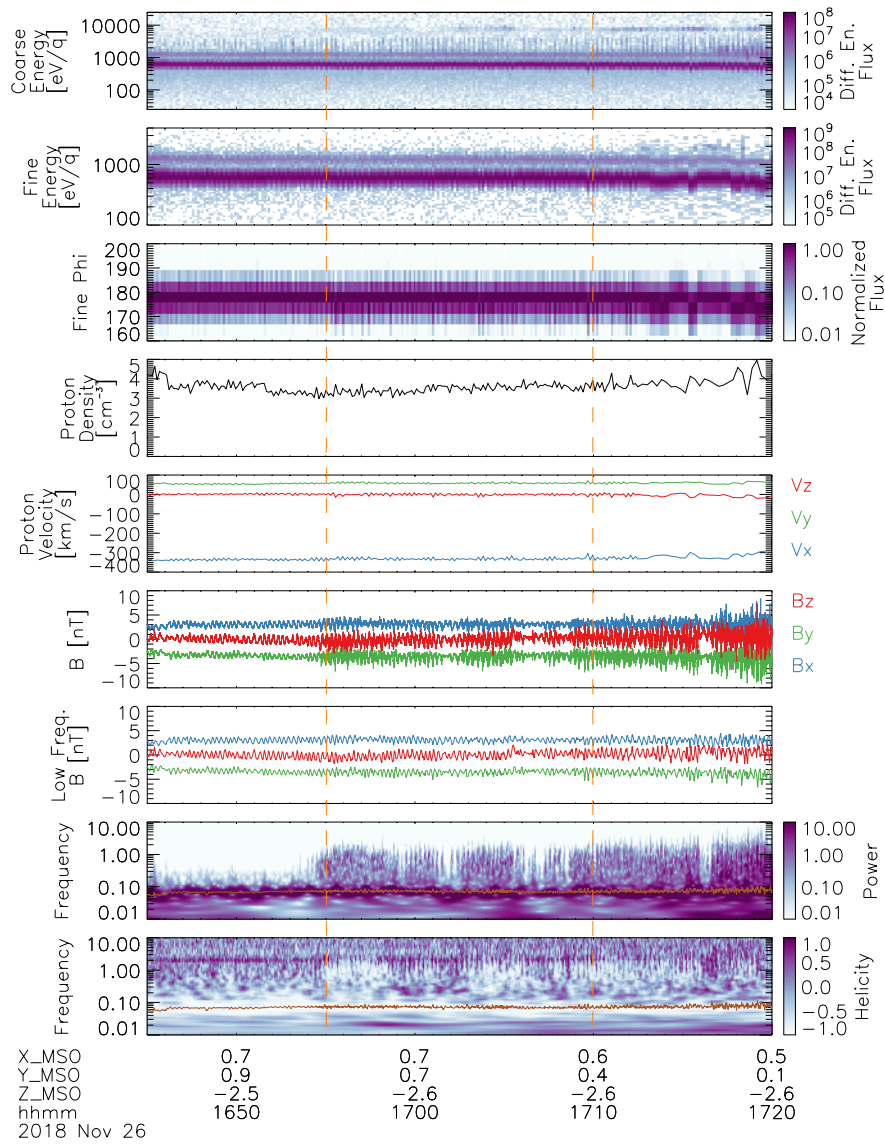 Coarse
Energy
[eV/q]
10000
1000
100
10^8
10^7
10^6
10^5
10^4
Diff. En.
Flux
Fine
Energy
[eV/q]
1000
100
10^9
10^8
10^7
10^6
10^5
Diff. En.
Flux
Fine Phi
200
190
180
170
160
1.00
0.10
0.01
Normalized
Flux
Proton
Density
[cm⁻³]
5
4
3
2
1
0
Proton
Velocity
[km/s]
100
0
−100
−200
−300
−400
Vz
Vy
Vx
B [nT]
10
5
0
−5
−10
Bz
By
Bx
Low Freq.
B [nT]
10
5
0
−5
−10
Frequency
10.00
1.00
0.10
0.01
10.00
1.00
0.10
0.01
Power
Frequency
10.00
1.00
0.10
0.01
1.0
0.5
0.0
−0.5
−1.0
Helicity
X_MSO 0.7 0.7 0.6 0.5
Y_MSO 0.9 0.7 0.4 0.1
Z_MSO −2.5 −2.6 −2.6 −2.6
hhmm 1650 1700 1710 1720
2018 Nov 26